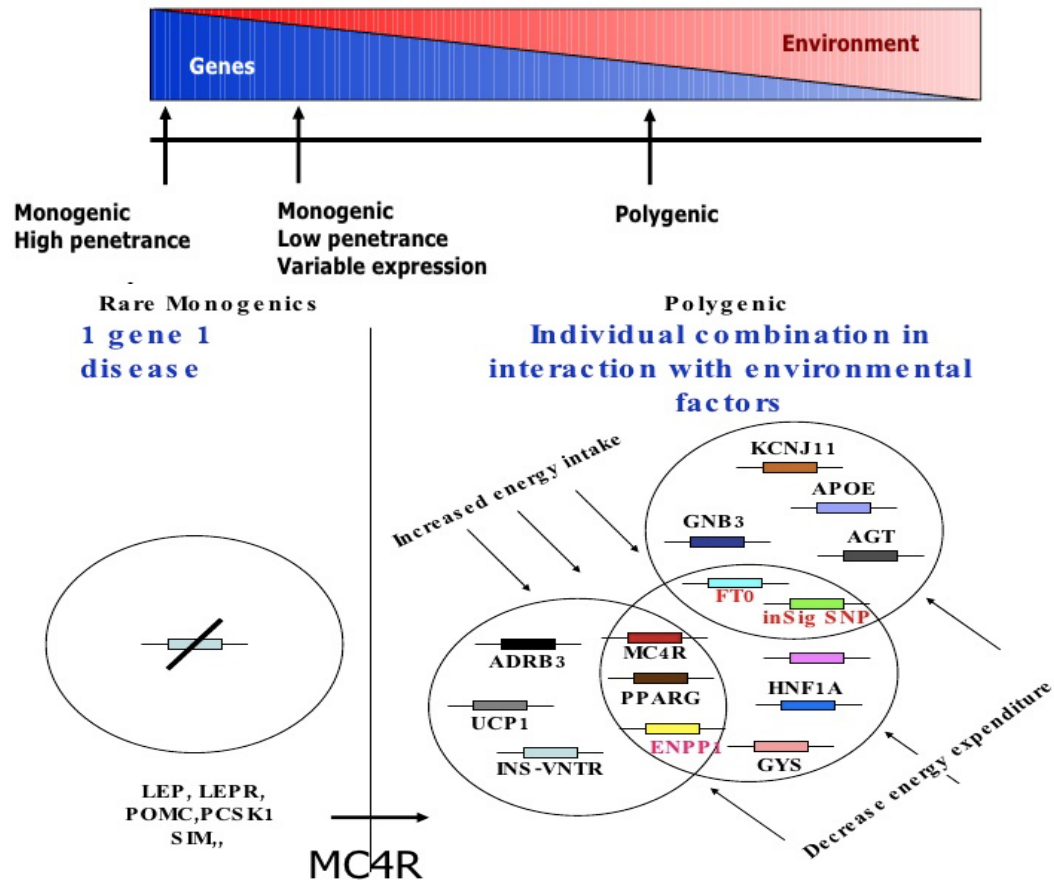 Environment
Genes
Monogenic
High penetrance
Monogenic
Low penetrance
Variable expression
Polygenic
Rare Monogenics
1 gene 1
disease
Polygenic
Individual combination in
interaction with environmental
factors
Increased energy intake
KCNJ11
APOE
GNB3
AGT
FT0
inSig SNP
ADRB3
MC4R
PPARG
HNF1A
UCP1
ENPP1
INS-VNTR
GYS
Decrease energy expenditure
LEP, LEPR,
POMC,PCSK1
SIM,,
MC4R